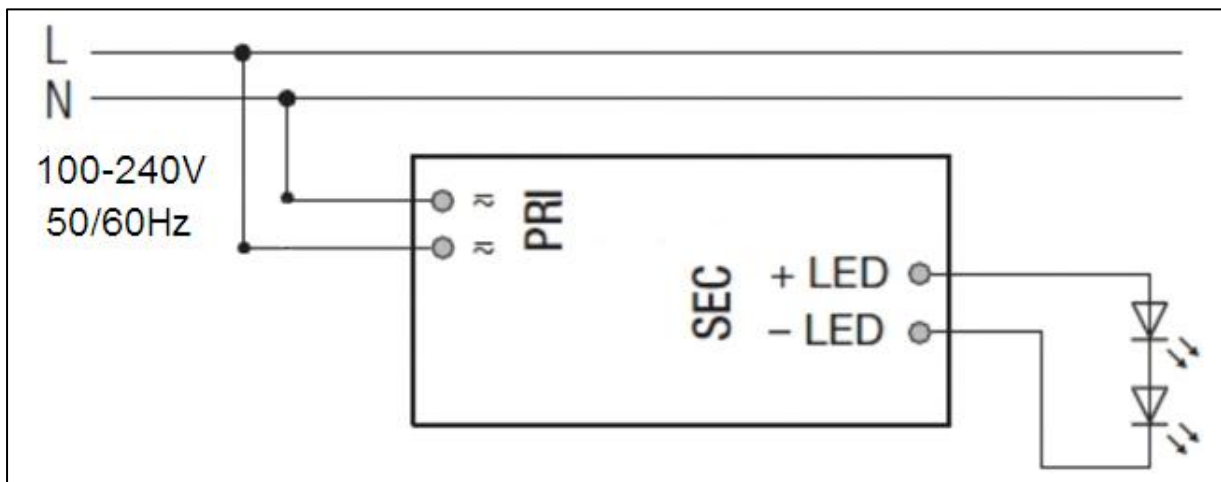 L
N
100-240V
50/60Hz
≈ PRI
≈
SEC
+ LED
− LED